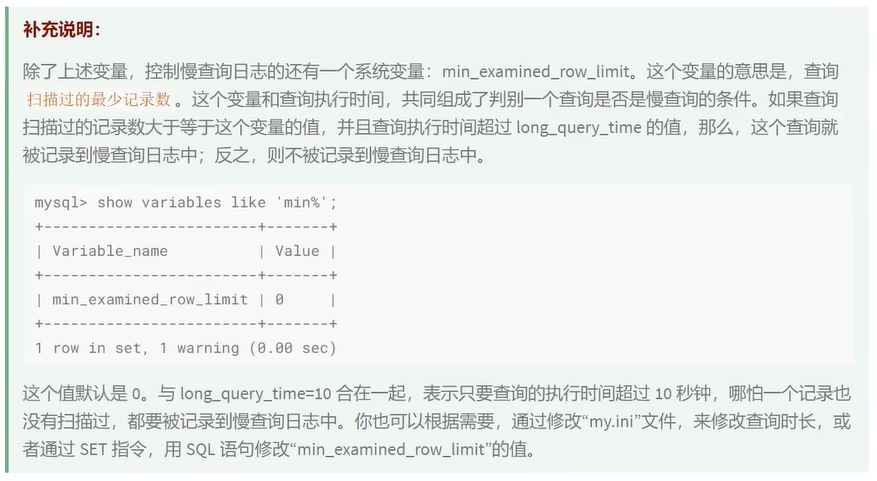 补充说明：
除了上述变量，控制慢查询日志的还有一个系统变量：min_examined_row_limit。这个变量的意思是，查询
扫描过的最少记录数。这个变量和查询执行时间，共同组成了判别一个查询是否是慢查询的条件。如果查询
扫描过的记录数大于等于这个变量的值，并且查询执行时间超过 long_query_time 的值，那么，这个查询就
被记录到慢查询日志中；反之，则不被记录到慢查询日志中。
mysql> show variables like 'min%';
+------------------------+-------+
| Variable_name          | Value |
+------------------------+-------+
| min_examined_row_limit | 0     |
+------------------------+-------+
1 row in set, 1 warning (0.00 sec)
这个值默认是 0。与 long_query_time=10 合在一起，表示只要查询的执行时间超过 10 秒钟，哪怕一个记录也
没有扫描过，都要被记录到慢查询日志中。你也可以根据需要，通过修改“my.ini”文件，来修改查询时长，或
者通过 SET 指令，用 SQL 语句修改“min_examined_row_limit”的值。